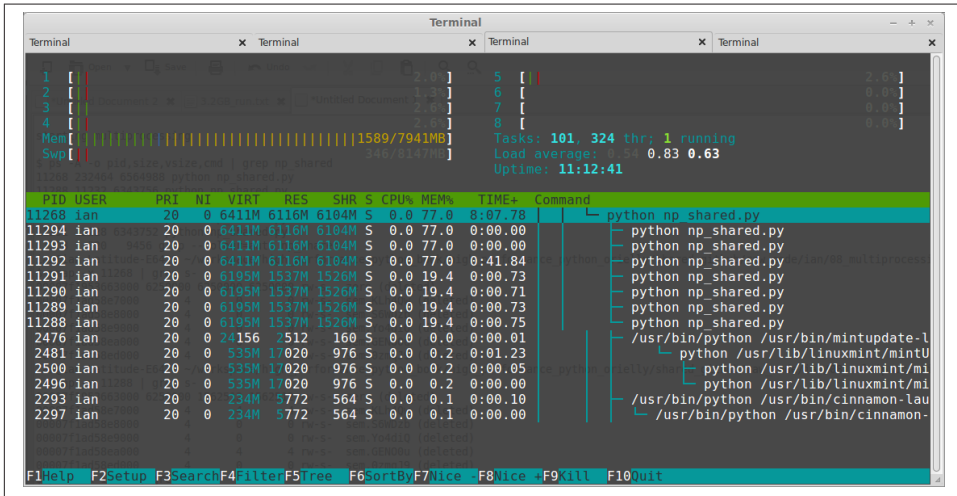 Terminal
Terminal × Terminal × Terminal × Terminal ×
1 [|| 2.0%] 5 [|| 2.6%]
2 [|| 1.3%] 6 [ 0.0%]
3 [|| 2.6%] 7 [ 0.0%]
4 [|| 2.6%] 8 [ 0.0%]
Mem[||||||||||||||||||||||||||||||||||1589/7941MB] Tasks: 101, 324 thr; 1 running
Swp[|| 346/8147MB] Load average: 0.54 0.83 0.63
Uptime: 11:12:41
PID USER PRI NI VIRT RES SHR S CPU% MEM% TIME+ Command
11268 ian 20 0 6411M 6116M 6104M S 0.0 77.0 8:07.78 │ │ └─ python np_shared.py
11294 ian 20 0 6411M 6116M 6104M S 0.0 77.0 0:00.00 │ │ ├─ python np_shared.py
11293 ian 20 0 6411M 6116M 6104M S 0.0 77.0 0:00.00 │ │ ├─ python np_shared.py
11292 ian 20 0 6411M 6116M 6104M S 0.0 77.0 0:41.84 │ │ ├─ python np_shared.py
11291 ian 20 0 6195M 1537M 1526M S 0.0 19.4 0:00.73 │ │ ├─ python np_shared.py
11290 ian 20 0 6195M 1537M 1526M S 0.0 19.4 0:00.71 │ │ ├─ python np_shared.py
11289 ian 20 0 6195M 1537M 1526M S 0.0 19.4 0:00.73 │ │ ├─ python np_shared.py
11288 ian 20 0 6195M 1537M 1526M S 0.0 19.4 0:00.75 │ │ └─ python np_shared.py
2476 ian 20 0 24156 2512 160 S 0.0 0.0 0:00.01 │ │ ├─ /usr/bin/python /usr/bin/mintupdate-l
2481 ian 20 0 535M 17020 976 S 0.0 0.2 0:01.23 │ │ │ └─ python /usr/lib/linuxmint/mintU
2500 ian 20 0 535M 17020 976 S 0.0 0.2 0:00.05 │ │ │ ├─ python /usr/lib/linuxmint/mi
2496 ian 20 0 535M 17020 976 S 0.0 0.2 0:00.00 │ │ │ └─ python /usr/lib/linuxmint/mi
2293 ian 20 0 234M 5772 564 S 0.0 0.1 0:00.10 │ │ ├─ /usr/bin/python /usr/bin/cinnamon-lau
2297 ian 20 0 234M 5772 564 S 0.0 0.1 0:00.00 │ │ │ └─ /usr/bin/python /usr/bin/cinnamon-
F1Help F2Setup F3SearchF4FilterF5Tree F6SortByF7Nice -F8Nice +F9Kill F10Quit